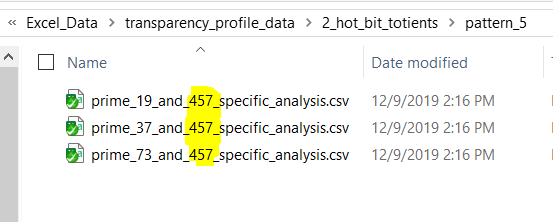 Excel_Data > transparency_profile_data > 2_hot_bit_totients > pattern_5
Name Date modified
prime_19_and_457_specific_analysis.csv 12/9/2019 2:16 PM
prime_37_and_457_specific_analysis.csv 12/9/2019 2:16 PM
prime_73_and_457_specific_analysis.csv 12/9/2019 2:16 PM